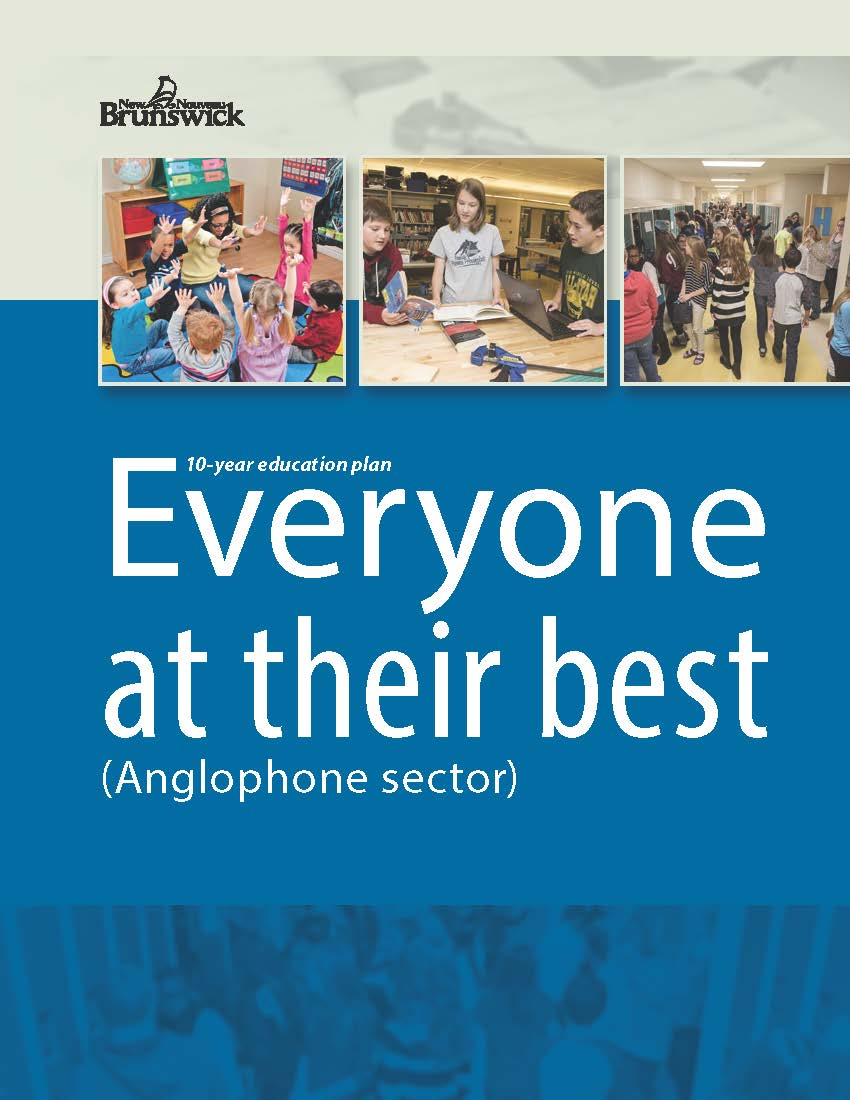 New Nouveau
Brunswick
10-year education plan
Everyone
at their best
(Anglophone sector)